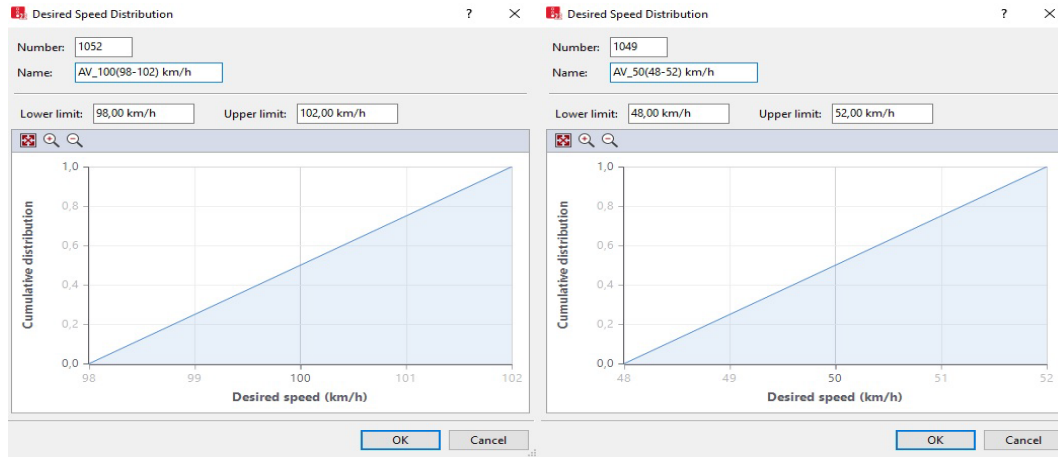 Desired Speed Distribution ? ×
Number: 1052
Name: AV_100(98-102) km/h
Lower limit: 98,00 km/h Upper limit: 102,00 km/h
1,0
0,8
0,6
0,4
0,2
0,0
Cumulative distribution
98 99 100 101 102
Desired speed (km/h)
OK Cancel
Desired Speed Distribution ? ×
Number: 1049
Name: AV_50(48-52) km/h
Lower limit: 48,00 km/h Upper limit: 52,00 km/h
1,0
0,8
0,6
0,4
0,2
0,0
Cumulative distribution
48 49 50 51 52
Desired speed (km/h)
OK Cancel